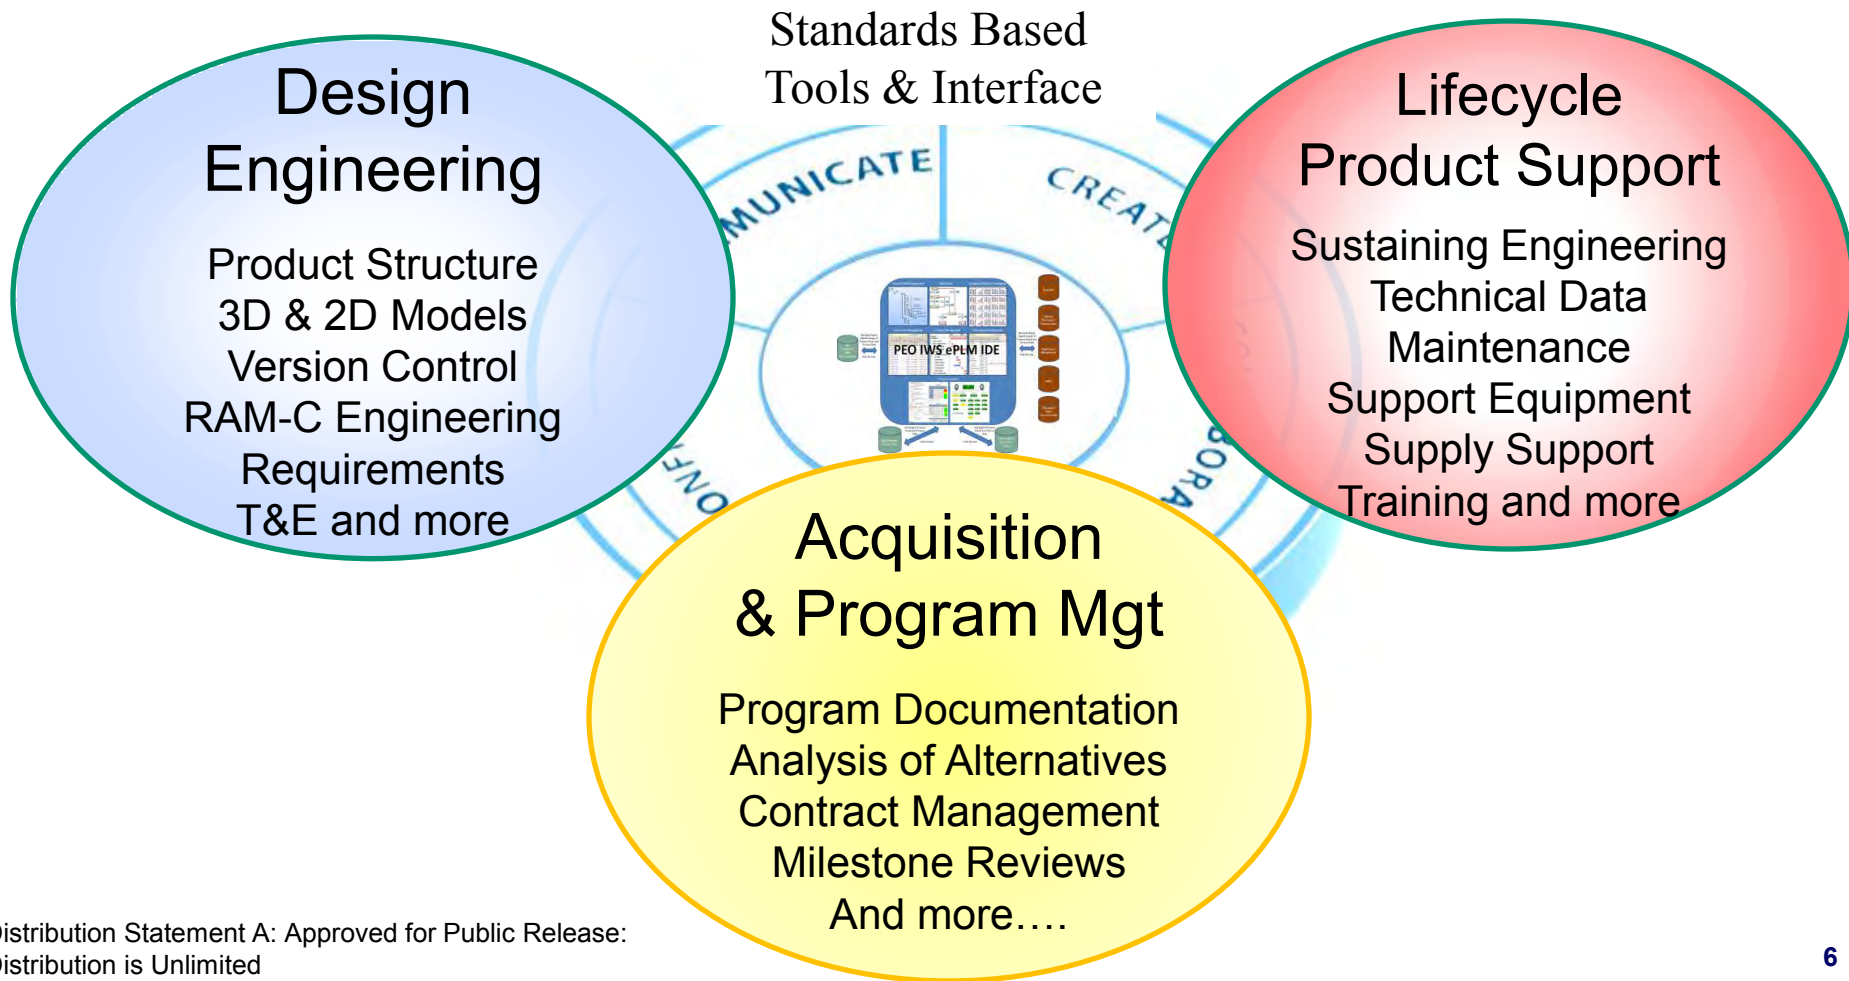 Standards Based
Tools & Interface
Design
Engineering
Product Structure
3D & 2D Models
Version Control
RAM-C Engineering
Requirements
T&E and more
MUNICATE
CREATE
PEO IWS ePLM IDE
ONF
BORA
Lifecycle
Product Support
Sustaining Engineering
Technical Data
Maintenance
Support Equipment
Supply Support
Training and more
Acquisition
& Program Mgt
Program Documentation
Analysis of Alternatives
Contract Management
Milestone Reviews
And more….
istribution Statement A: Approved for Public Release:
istribution is Unlimited
6